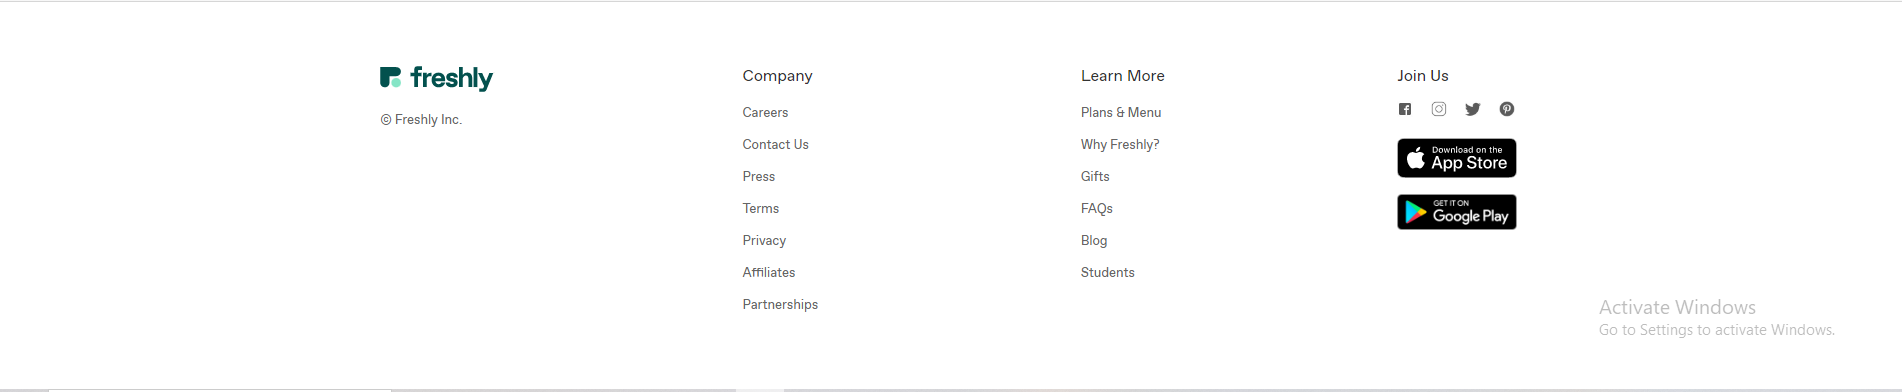 freshly
© Freshly Inc.
Company
Careers
Contact Us
Press
Terms
Privacy
Affiliates
Partnerships
Learn More
Plans & Menu
Why Freshly?
Gifts
FAQs
Blog
Students
Join Us
Download on the
App Store
GET IT ON
Google Play
Activate Windows
Go to Settings to activate Windows.